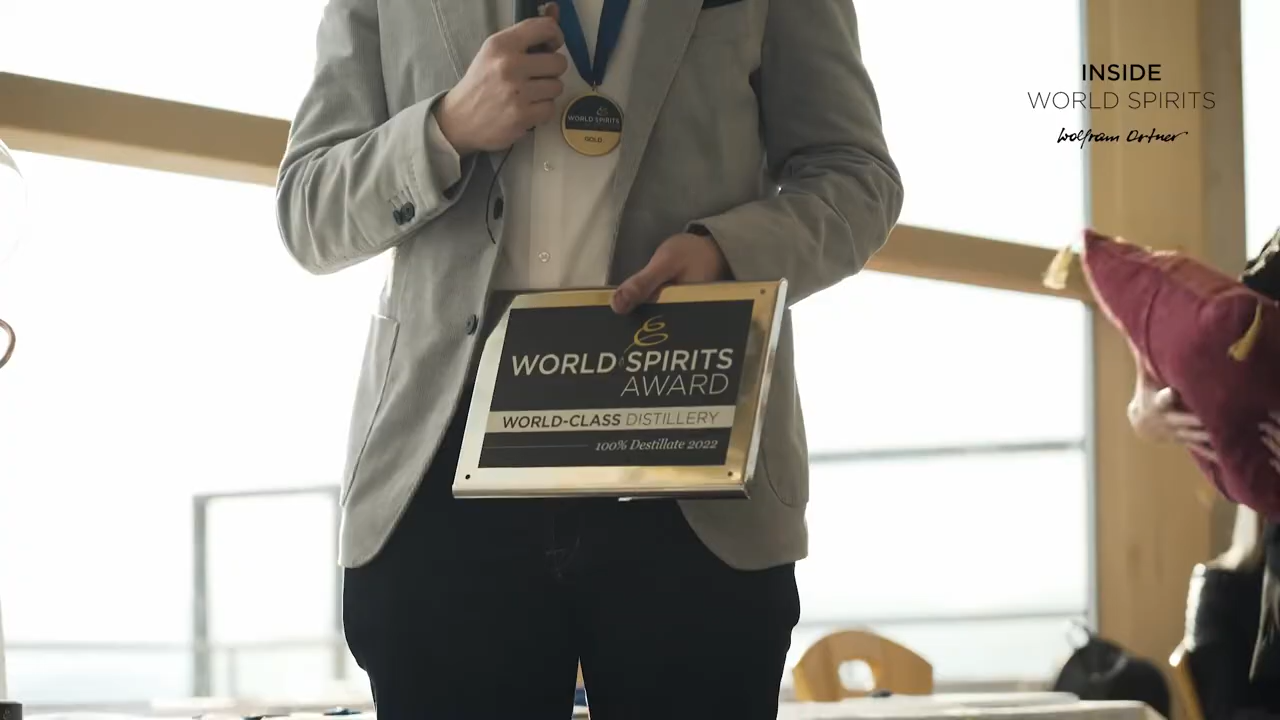 INSIDE
WORLD SPIRITS
Wolfram Ortner
WORLD SPIRITS
GOLD
WORLD SPIRITS
AWARD
WORLD-CLASS DISTILLERY
100% Destillate 2022